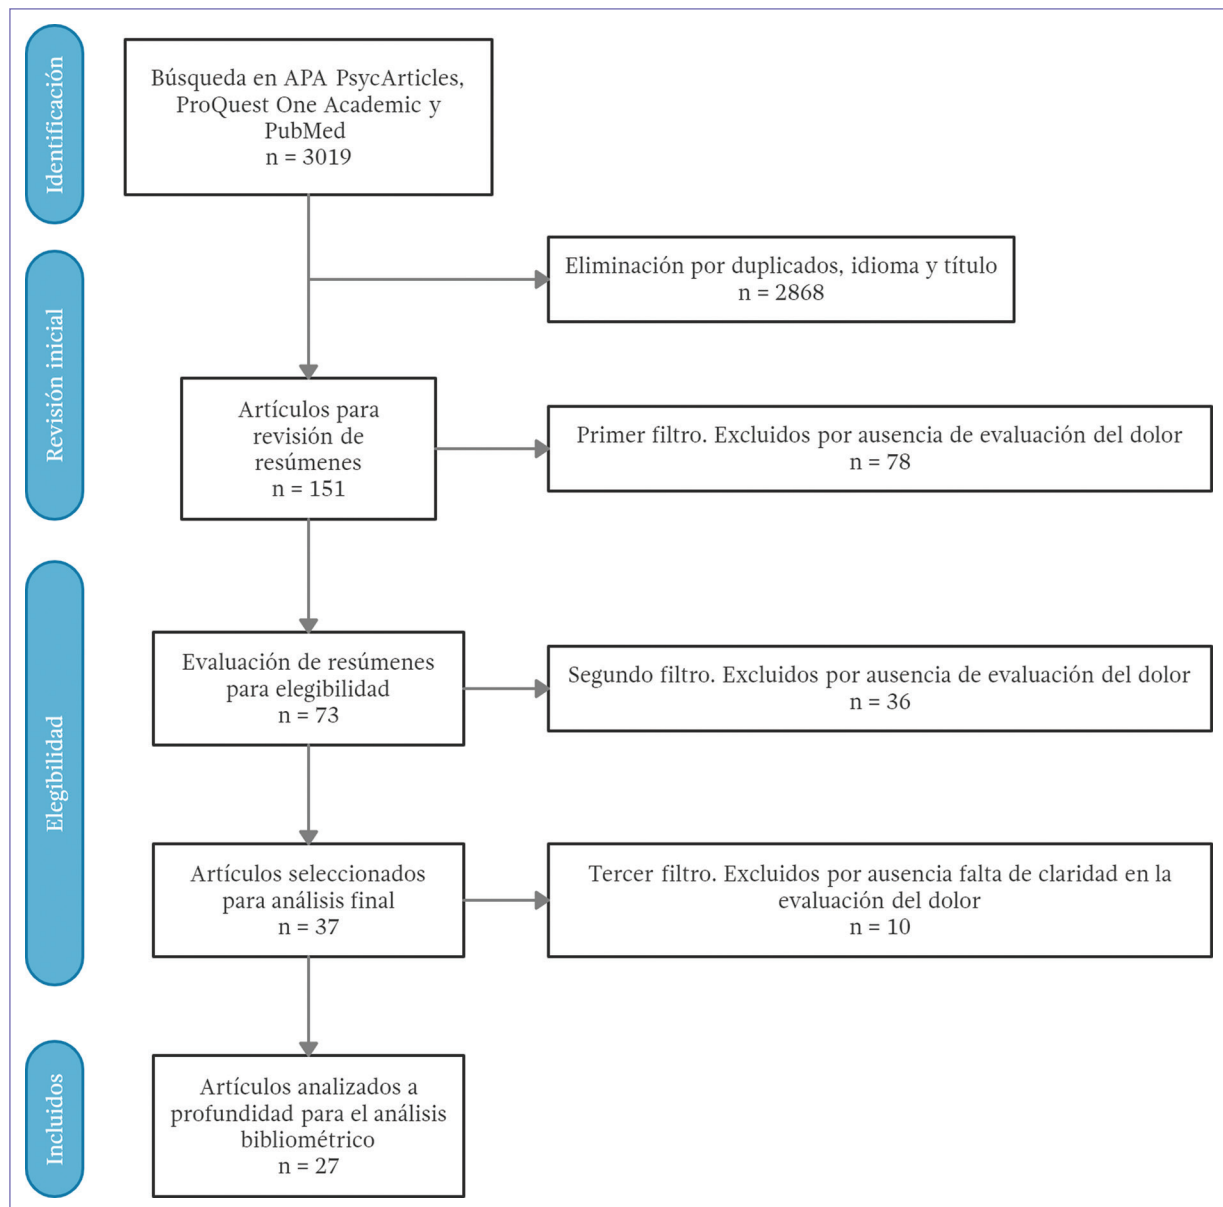 Identificación
Búsqueda en APA PsycArticles,
ProQuest One Academic y
PubMed
n = 3019
Revisión inicial
Eliminación por duplicados, idioma y título
n = 2868
Artículos para
revisión de
resúmenes
n = 151
Primer filtro. Excluidos por ausencia de evaluación del dolor
n = 78
Elegibilidad
Evaluación de resúmenes
para elegibilidad
n = 73
Segundo filtro. Excluidos por ausencia de evaluación del dolor
n = 36
Artículos seleccionados
para análisis final
n = 37
Tercer filtro. Excluidos por ausencia falta de claridad en la
evaluación del dolor
n = 10
Incluidos
Artículos analizados a
profundidad para el análisis
bibliométrico
n = 27